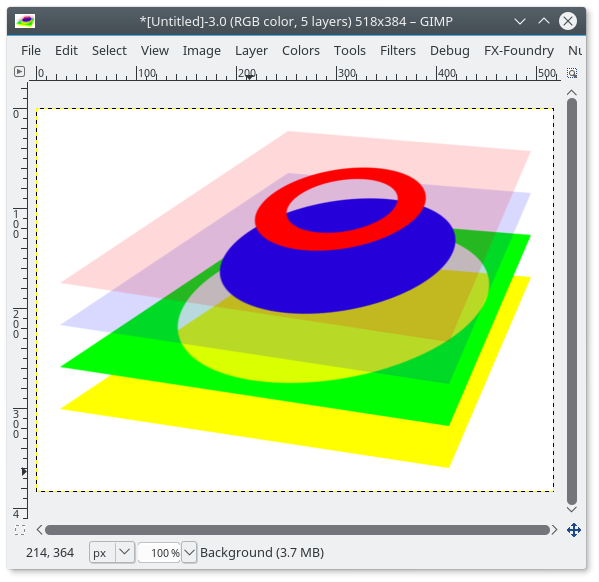 *[Untitled]-3.0 (RGB color, 5 layers) 518x384 – GIMP
File Edit Select View Image Layer Colors Tools Filters Debug FX-Foundry
0 100 200 300 400 500
0
100
200
300
4
214, 364 px 100 % Background (3.7 MB)